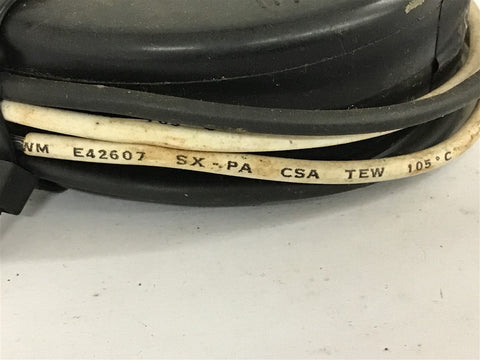 WM E42607 SX-PA CSA TEW 105°C